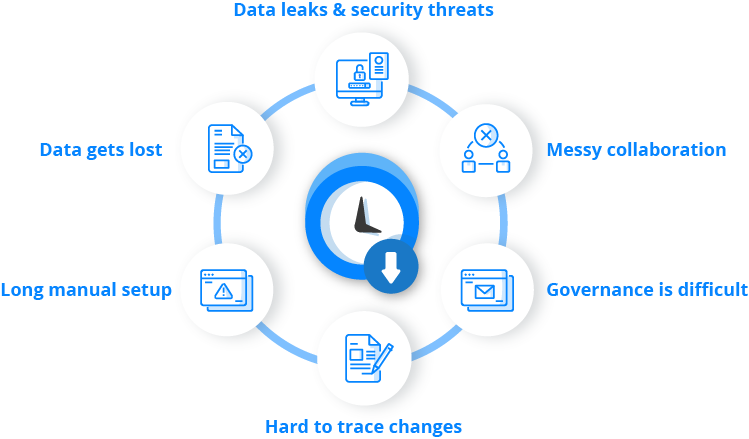 Data leaks & security threats
Data gets lost
Messy collaboration
Long manual setup
Governance is difficult
Hard to trace changes